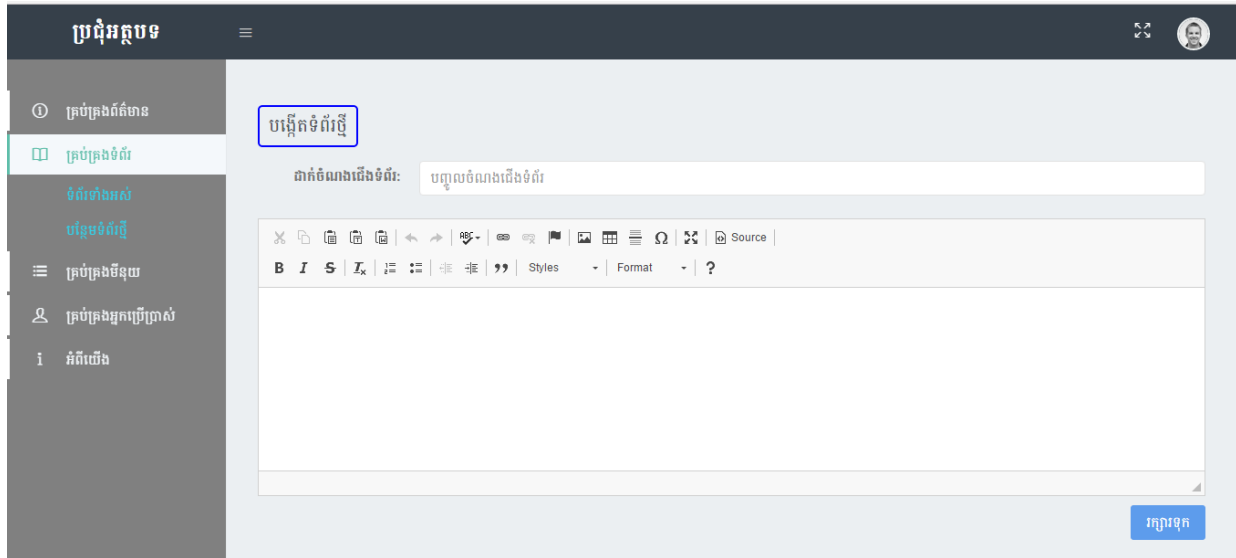 ប្រជុំអត្ថបទ
គ្រប់គ្រងព័ត៌មាន
គ្រប់គ្រងទំព័រ
ទំព័រទាំងអស់
បន្ថែមទំព័រថ្មី
គ្រប់គ្រងមីនុយ
គ្រប់គ្រងអ្នកប្រើប្រាស់
អំពីយើង
បង្កើតទំព័រថ្មី
ដាក់ចំណងជើងទំព័រ: បញ្ចូលចំណងជើងទំព័រ
Source
Styles Format
រក្សារទុក